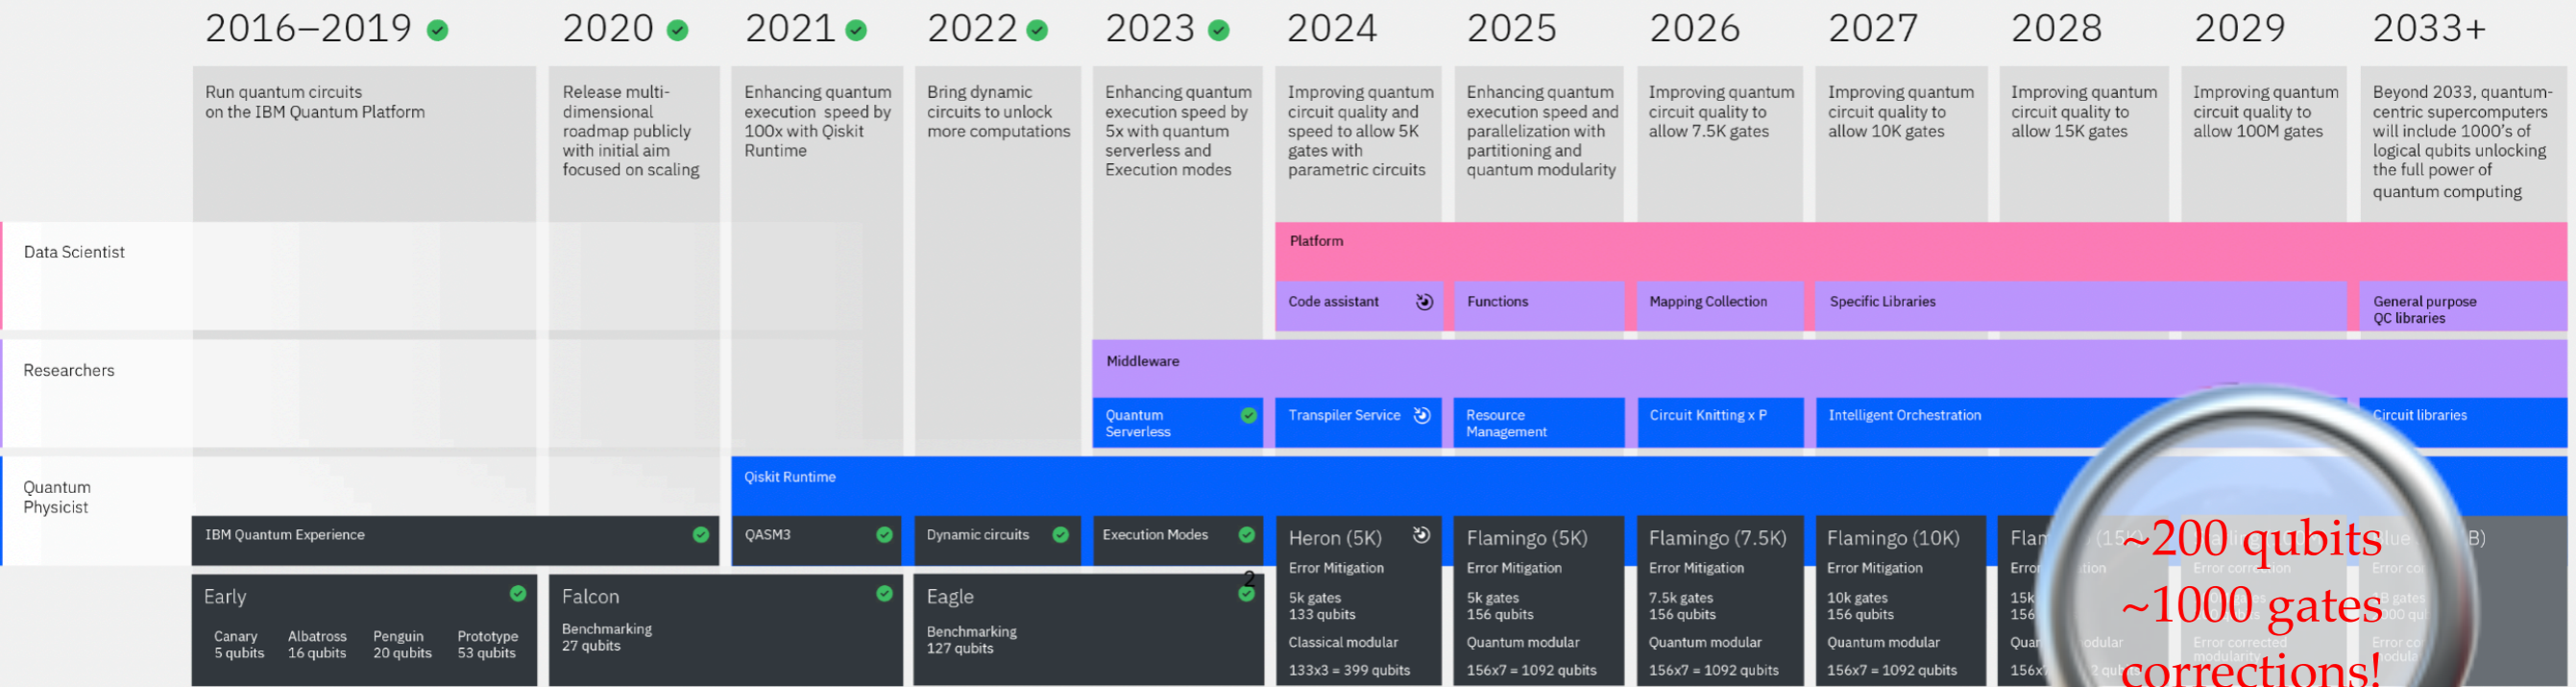 2016–2019
2020
2021
2022
2023
2024
2025
2026
2027
2028
2029
2033+
Run quantum circuits
on the IBM Quantum Platform
Release multi-
dimensional
roadmap publicly
with initial aim
focused on scaling
Enhancing quantum
execution speed by
100x with Qiskit
Runtime
Bring dynamic
circuits to unlock
more computations
Enhancing quantum
execution speed by
5x with quantum
serverless and
Execution modes
Improving quantum
circuit quality and
speed to allow 5K
gates with
parametric circuits
Enhancing quantum
execution speed and
parallelization with
partitioning and
quantum modularity
Improving quantum
circuit quality to
allow 7.5K gates
Improving quantum
circuit quality to
allow 10K gates
Improving quantum
circuit quality to
allow 15K gates
Improving quantum
circuit quality to
allow 100M gates
Beyond 2033, quantum-
centric supercomputers
will include 1000's of
logical qubits unlocking
the full power of
quantum computing
Data Scientist
Platform
Code assistant
Functions
Mapping Collection
Specific Libraries
General purpose
QC libraries
Researchers
Middleware
Quantum
Serverless
Transpiler Service
Resource
Management
Circuit Knitting x P
Intelligent Orchestration
Circuit libraries
Quantum
Physicist
Qiskit Runtime
IBM Quantum Experience
QASM3
Dynamic circuits
Execution Modes
2
Early
Canary
5 qubits
Albatross
16 qubits
Penguin
20 qubits
Prototype
53 qubits
Falcon
Benchmarking
27 qubits
Eagle
Benchmarking
127 qubits
Heron (5K)
Error Mitigation
5k gates
133 qubits
Classical modular
133x3 = 399 qubits
Flamingo (5K)
Error Mitigation
5k gates
156 qubits
Quantum modular
156x7 = 1092 qubits
Flamingo (7.5K)
Error Mitigation
7.5k gates
156 qubits
Quantum modular
156x7 = 1092 qubits
Flamingo (10K)
Error Mitigation
10k gates
156 qubits
Quantum modular
156x7 = 1092 qubits
Error
15k
156
Error correction
Error corrected
modularity
~200 qubits
~1000 gates
corrections!